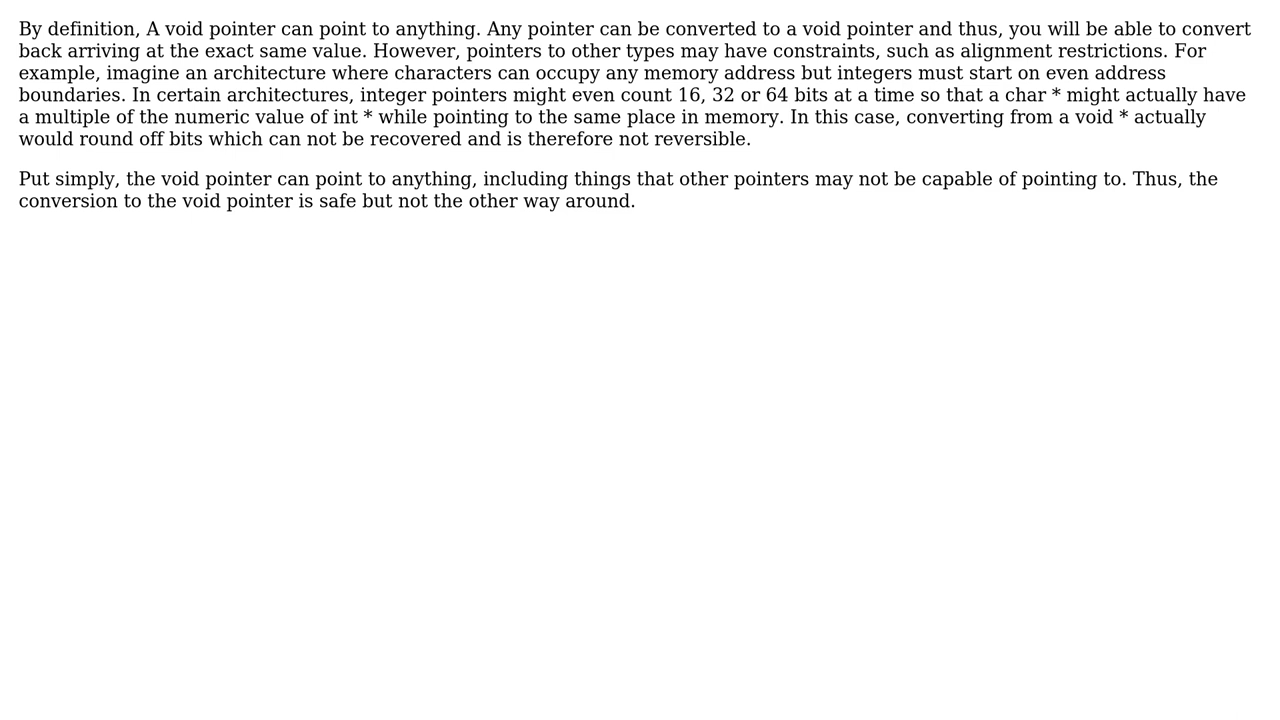 By definition, A void pointer can point to anything. Any pointer can be converted to a void pointer and thus, you will be able to convert
back arriving at the exact same value. However, pointers to other types may have constraints, such as alignment restrictions. For
example, imagine an architecture where characters can occupy any memory address but integers must start on even address
boundaries. In certain architectures, integer pointers might even count 16, 32 or 64 bits at a time so that a char * might actually have
a multiple of the numeric value of int * while pointing to the same place in memory. In this case, converting from a void * actually
would round off bits which can not be recovered and is therefore not reversible.
Put simply, the void pointer can point to anything, including things that other pointers may not be capable of pointing to. Thus, the
conversion to the void pointer is safe but not the other way around.